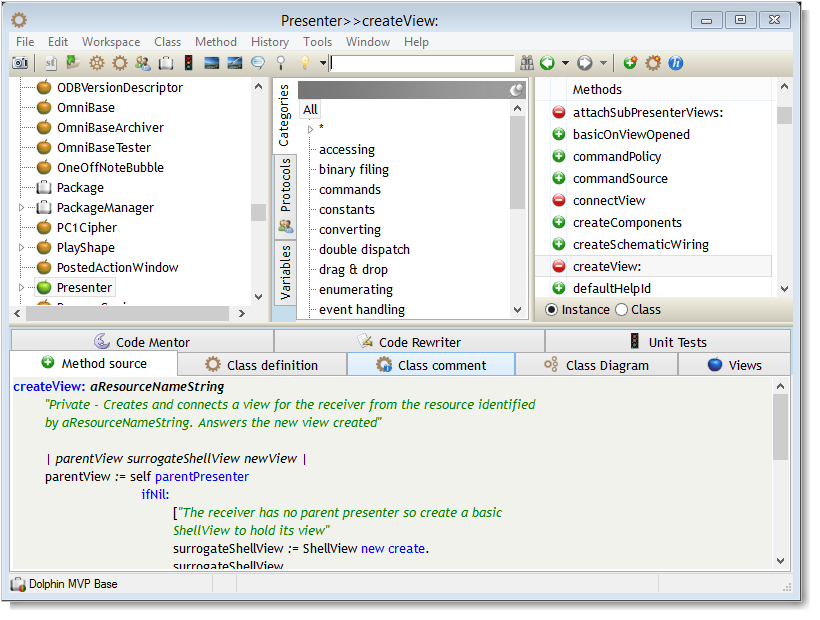 Presenter>>createView:
File Edit Workspace Class Method History Tools Window Help
ODBVersionDescriptor
OmniBase
OmniBaseArchiver
OmniBaseTester
OneOffNoteBubble
Package
PackageManager
PC1Cipher
PlayShape
PostedActionWindow
Presenter
Categories
Protocols
Variables
All
*
accessing
binary filing
commands
constants
converting
double dispatch
drag & drop
enumerating
event handling
Methods
attachSubPresenterViews:
basicOnViewOpened
commandPolicy
commandSource
connectView
createComponents
createSchematicWiring
createView:
defaultHelpId
Instance Class
Code Mentor Code Rewriter Unit Tests
Method source Class definition Class comment Class Diagram Views
createView: aResourceNameString
"Private - Creates and connects a view for the receiver from the resource identified
by aResourceNameString. Answers the new view created"
| parentView surrogateShellView newView |
parentView := self parentPresenter
ifNil:
["The receiver has no parent presenter so create a basic
ShellView to hold its view"
surrogateShellView := ShellView new create.
surrogateShellView
Dolphin MVP Base